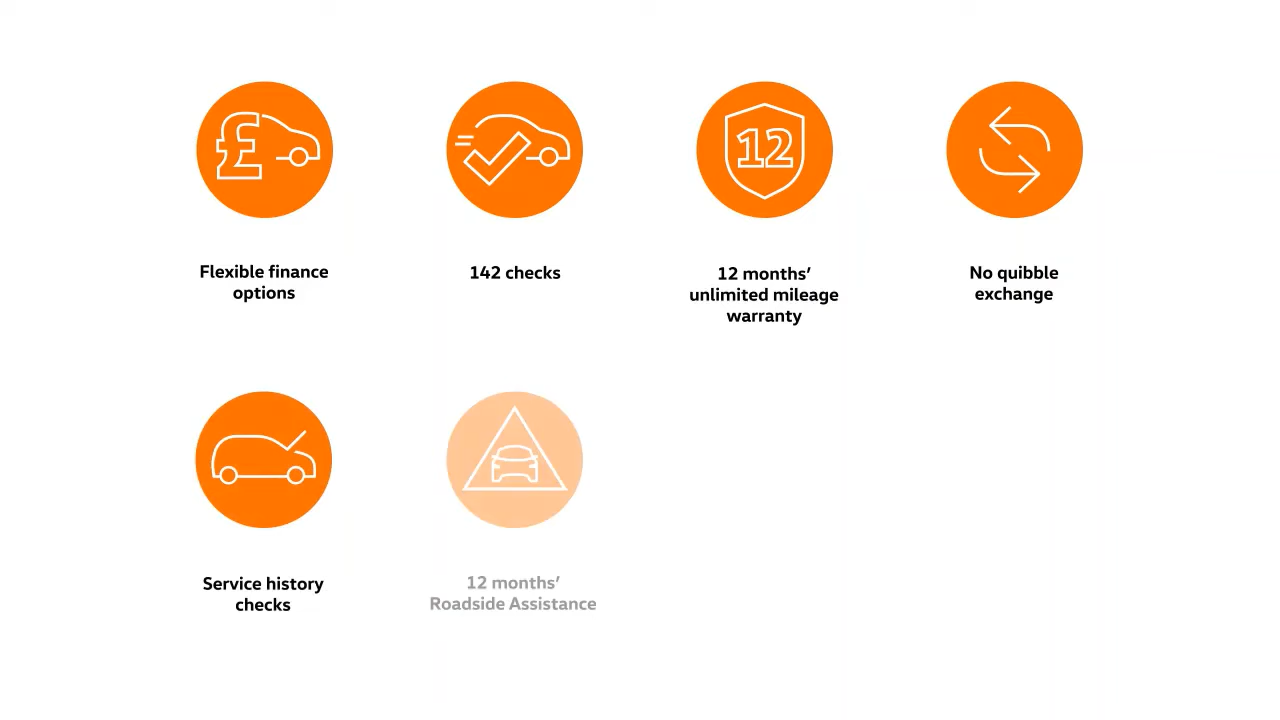 £
12
Flexible finance
options
142 checks
12 months’
unlimited mileage
warranty
No quibble
exchange
Service history
checks
12 months’
Roadside Assistance